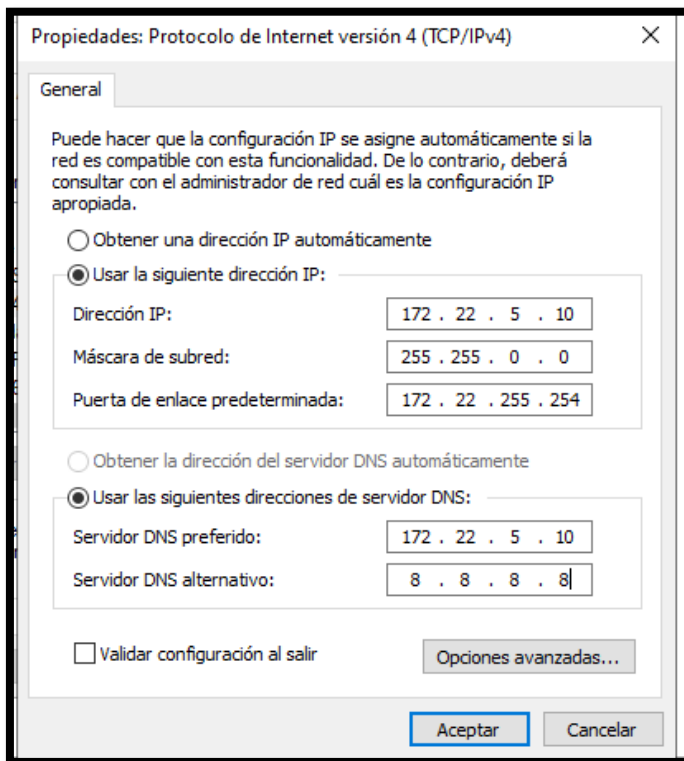 Propiedades: Protocolo de Internet versión 4 (TCP/IPv4)
General
Puede hacer que la configuración IP se asigne automáticamente si la
red es compatible con esta funcionalidad. De lo contrario, deberá
consultar con el administrador de red cuál es la configuración IP
apropiada.
Obtener una dirección IP automáticamente
Usar la siguiente dirección IP:
Dirección IP: 172 . 22 . 5 . 10
Máscara de subred: 255 . 255 . 0 . 0
Puerta de enlace predeterminada: 172 . 22 . 255 . 254
Obtener la dirección del servidor DNS automáticamente
Usar las siguientes direcciones de servidor DNS:
Servidor DNS preferido: 172 . 22 . 5 . 10
Servidor DNS alternativo: 8 . 8 . 8 . 8
Validar configuración al salir Opciones avanzadas...
Aceptar Cancelar